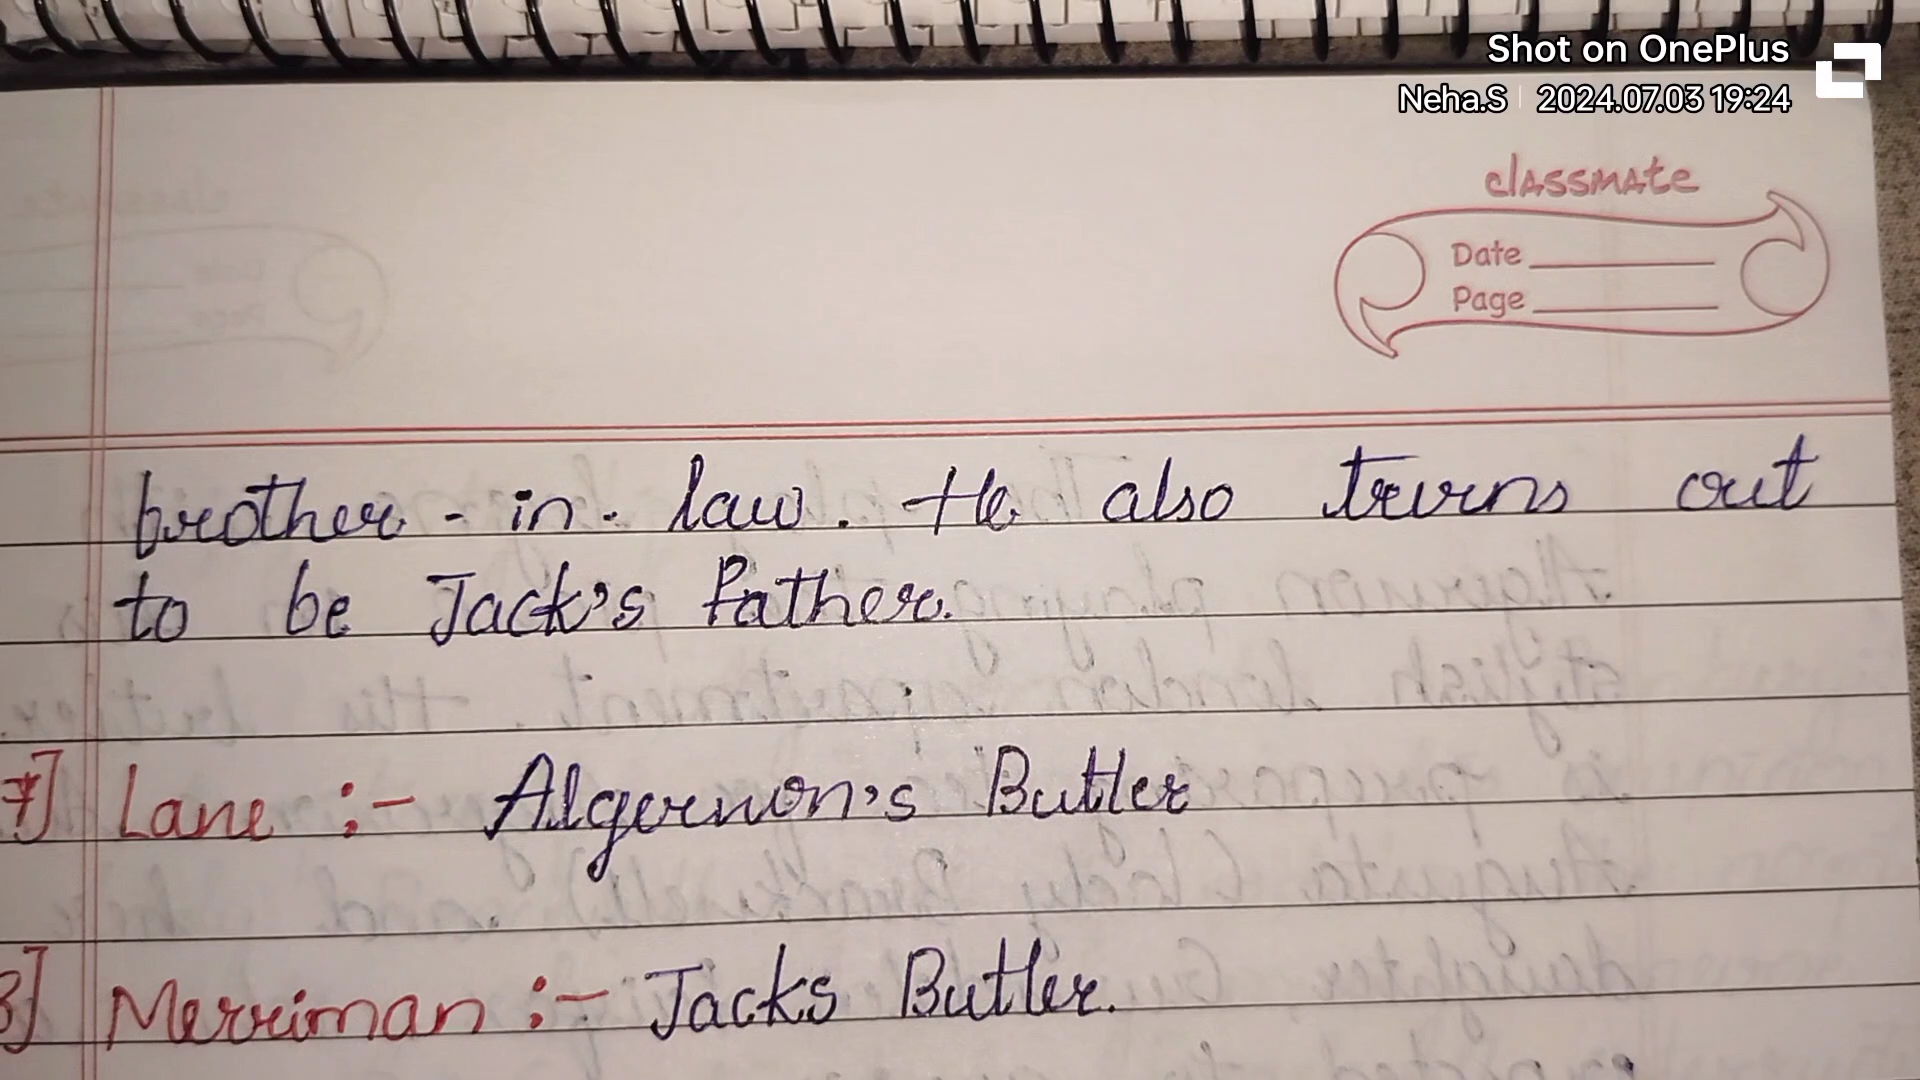 Shot on OnePlus
Neha.S | 2024.07.03 19:24
classmate
Date
Page
brother - in - law. He also turns out
to be Jack's Father.
7] Lane :- Algernon's Butler
8] Merriman :- Jacks Butler.